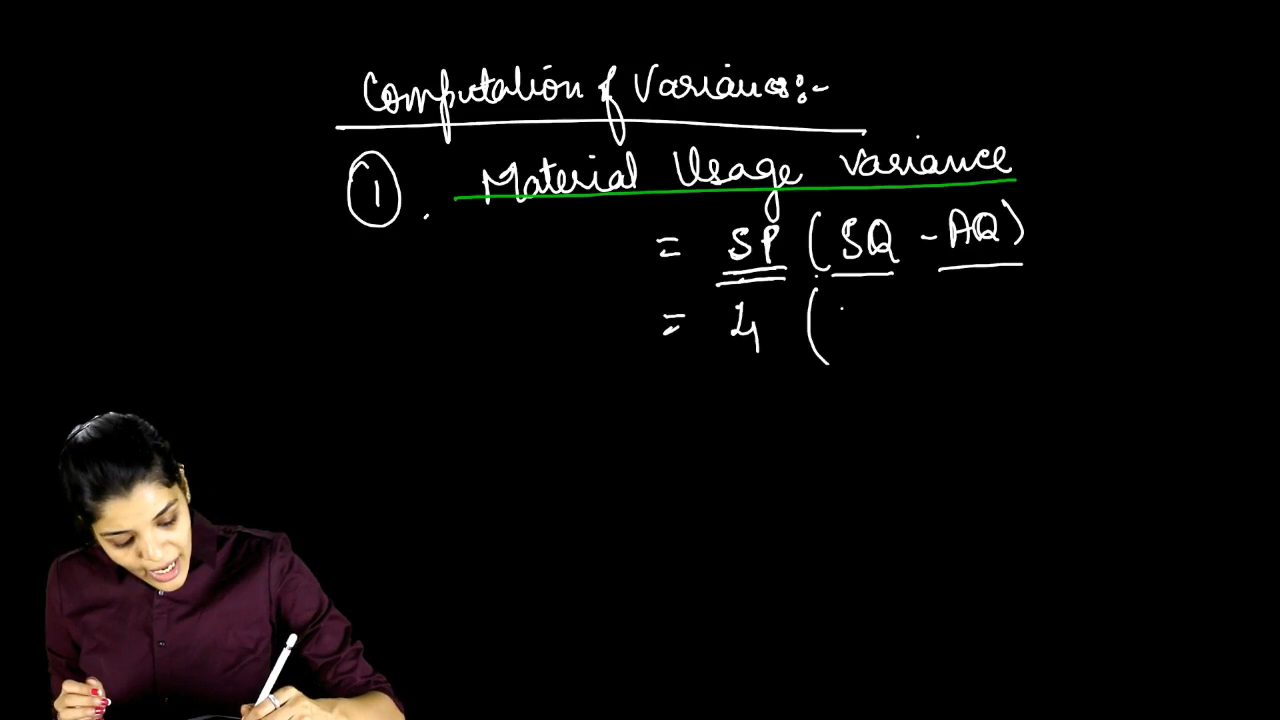 Computation of Variances:-
① . Material Usage Variance
= SP ( SQ - AQ )
= 4 (